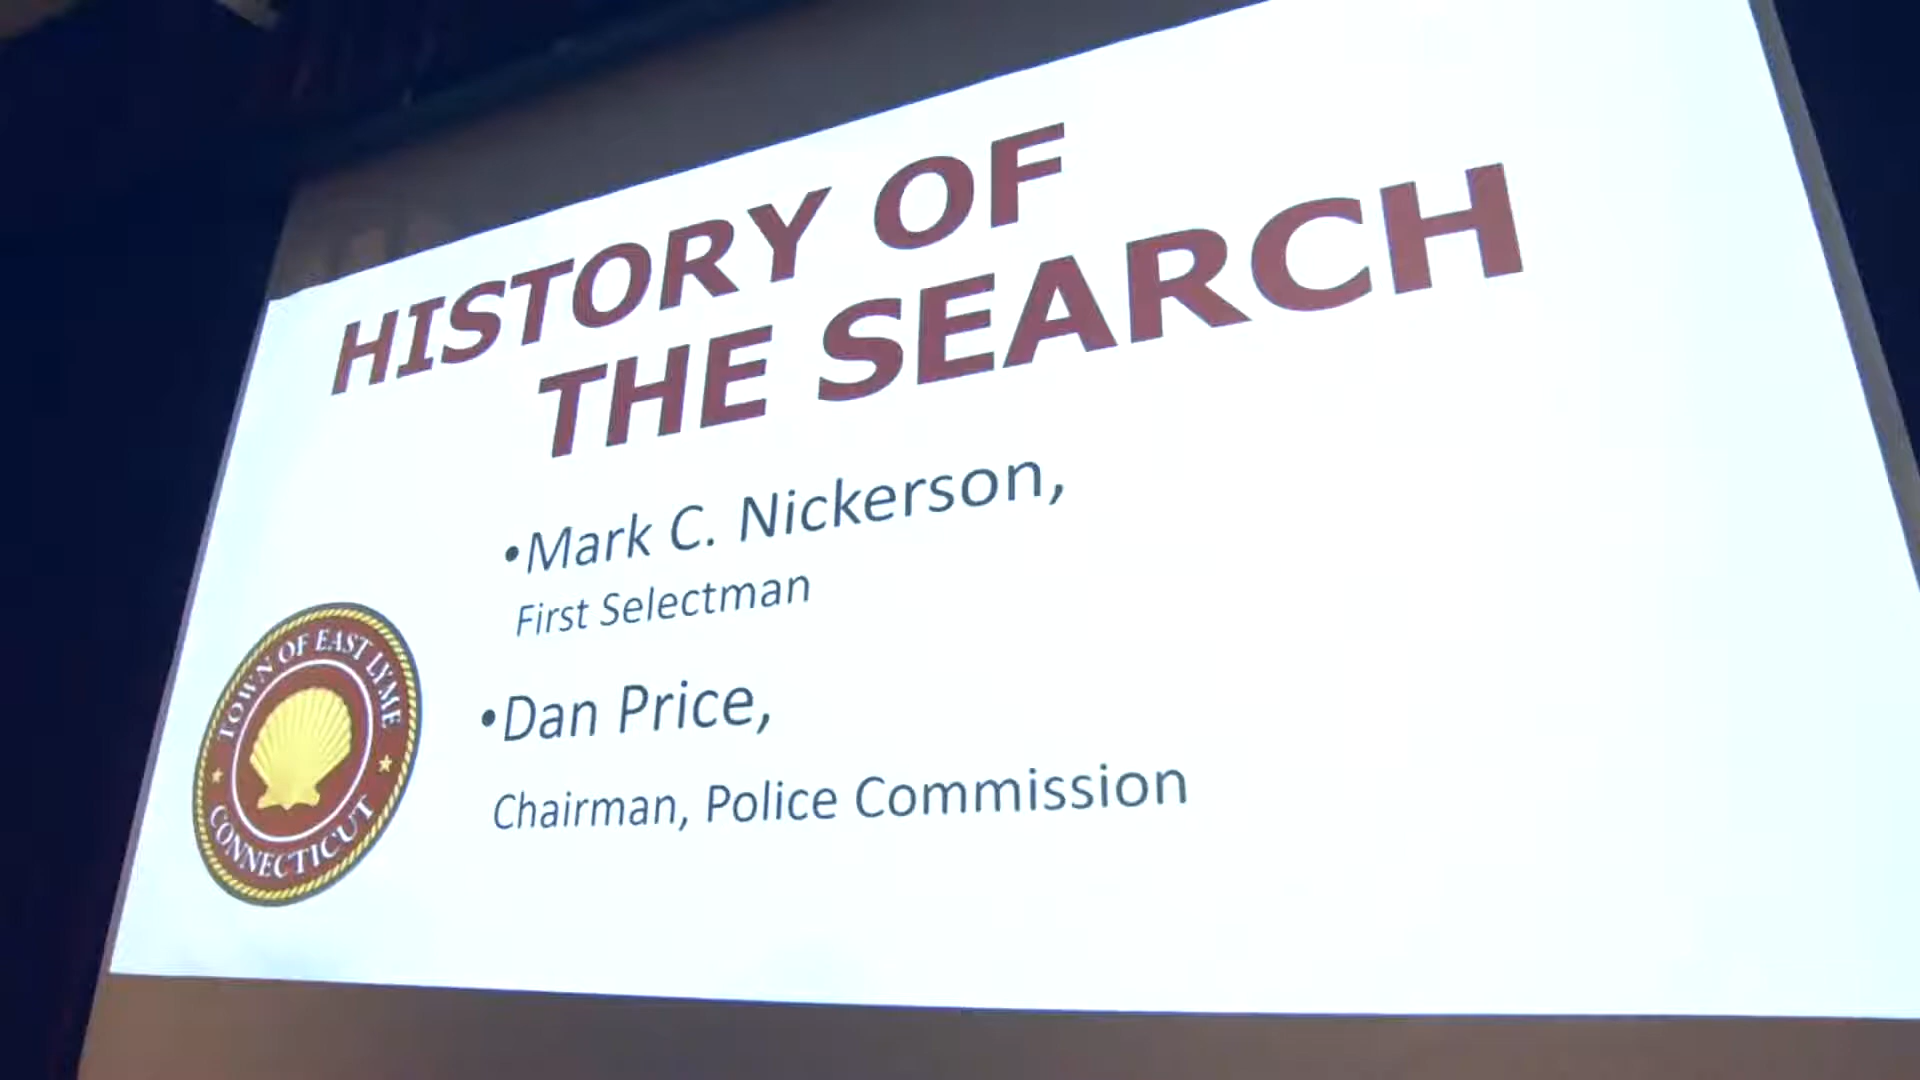 HISTORY OF
THE SEARCH
•Mark C. Nickerson,
First Selectman
•Dan Price,
Chairman, Police Commission
TOWN OF EAST LYME
CONNECTICUT